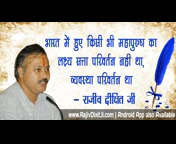 भारत में हुए किसी भी महापुरुष का
लक्ष्य सत्ता परिवर्तन नहीं था,
व्यवस्था परिवर्तन था
– राजीव दीक्षित जी
www.RajivDixitJi.com | Android App also Available